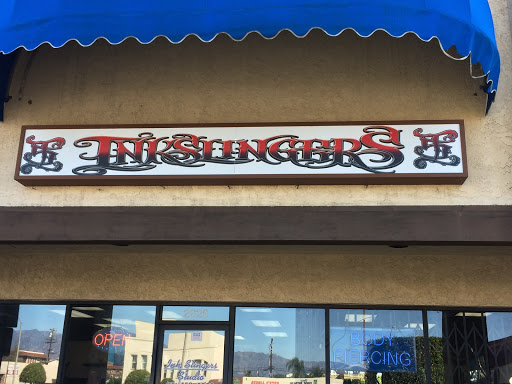 INKSLINGERS
OPEN
Ink Slingers
Studio
BODY
PIERCING